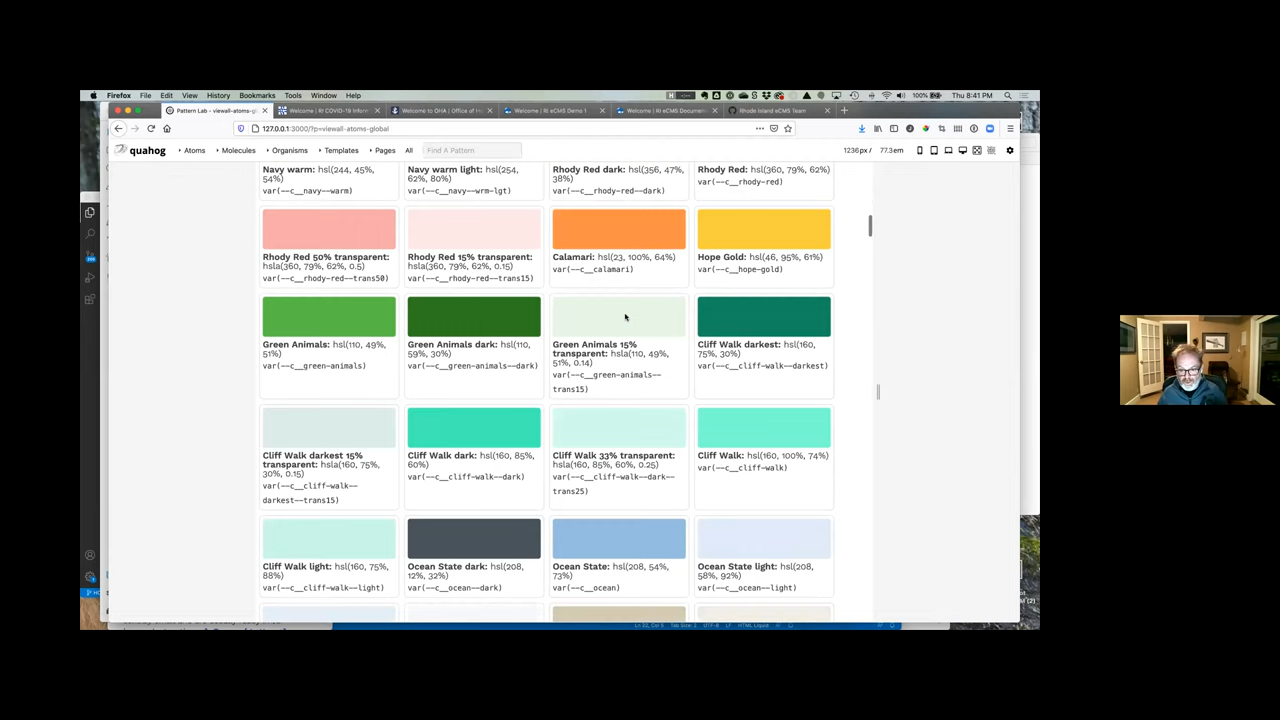 Firefox File Edit View History Bookmarks Tools Window Help
100% Thu 8:41 PM
Pattern Lab - viewall-atoms-gl
Welcome | RI COVID-19 Inform
Welcome to OHA | Office of H
Welcome | RI eCMS Demo 1
Welcome | RI eCMS Documen
Rhode Island eCMS Team
127.0.0.1:3000/?p=viewall-atoms-global
quahog Atoms Molecules Organisms Templates Pages All Find A Pattern 1236px / 77.3em
Navy warm: hsl(244, 45%,
54%)
var(--c__navy--warm)
Navy warm light: hsl(254,
62%, 80%)
var(--c__navy--wrm-lgt)
Rhody Red dark: hsl(356, 47%,
38%)
var(--c__rhody-red--dark)
Rhody Red: hsl(360, 79%, 62%)
var(--c__rhody-red)
Rhody Red 50% transparent:
hsla(360, 79%, 62%, 0.5)
var(--c__rhody-red--trans50)
Rhody Red 15% transparent:
hsla(360, 79%, 62%, 0.15)
var(--c__rhody-red--trans15)
Calamari: hsl(23, 100%, 64%)
var(--c__calamari)
Hope Gold: hsl(46, 95%, 61%)
var(--c__hope-gold)
Green Animals: hsl(110, 49%,
51%)
var(--c__green-animals)
Green Animals dark: hsl(110,
59%, 30%)
var(--c__green-animals--dark)
Green Animals 15%
transparent: hsla(110, 49%,
51%, 0.14)
var(--c__green-animals--
trans15)
Cliff Walk darkest: hsl(160,
75%, 30%)
var(--c__cliff-walk--darkest)
Cliff Walk darkest 15%
transparent: hsla(160, 75%,
30%, 0.15)
var(--c__cliff-walk--
darkest--trans15)
Cliff Walk dark: hsl(160, 85%,
60%)
var(--c__cliff-walk--dark)
Cliff Walk 33% transparent:
hsla(160, 85%, 60%, 0.25)
var(--c__cliff-walk--dark--
trans25)
Cliff Walk: hsl(160, 100%, 74%)
var(--c__cliff-walk)
Cliff Walk light: hsl(160, 75%,
88%)
var(--c__cliff-walk--light)
Ocean State dark: hsl(208,
12%, 32%)
var(--c__ocean--dark)
Ocean State: hsl(208, 54%,
73%)
var(--c__ocean)
Ocean State light: hsl(208,
58%, 92%)
var(--c__ocean--light)
Ln 22, Col 5 Tab Size: 2 UTF-8 LF HTML Liquid